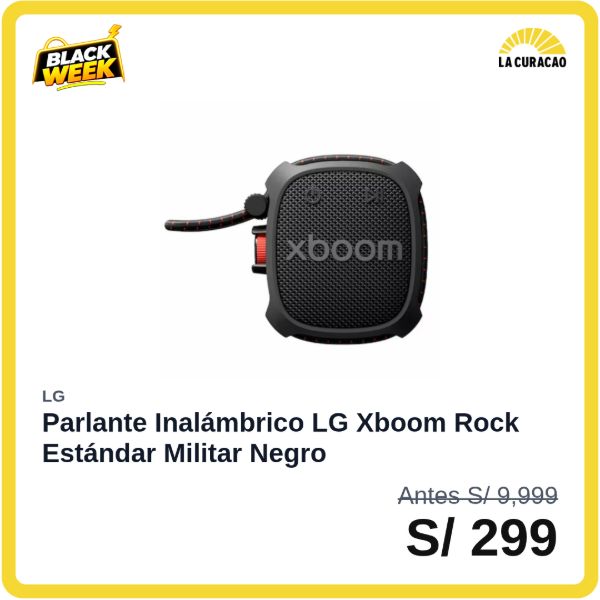 BLACK
WEEK
LA CURACAO
xboom
LG
Parlante Inalámbrico LG Xboom Rock
Estándar Militar Negro
Antes S/ 9,999
S/ 299